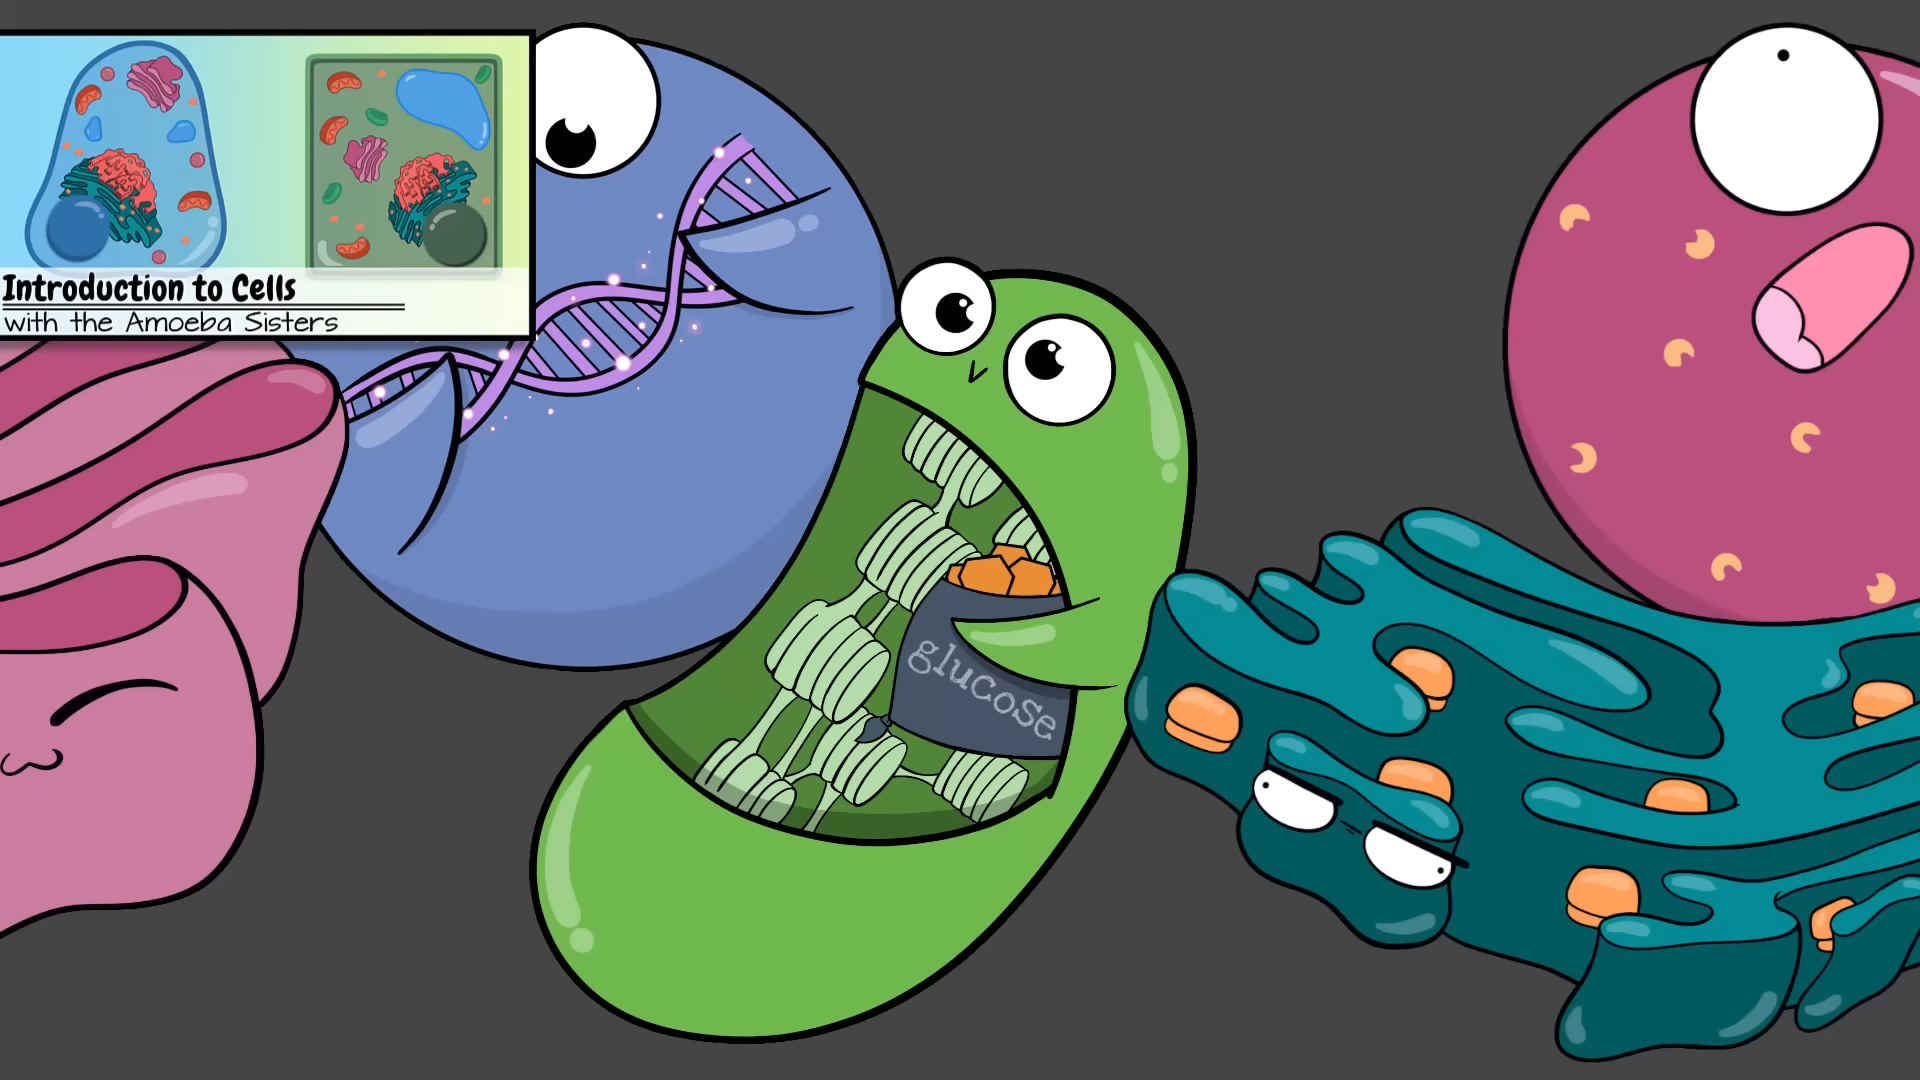 Introduction to Cells
with the Amoeba Sisters
glucose